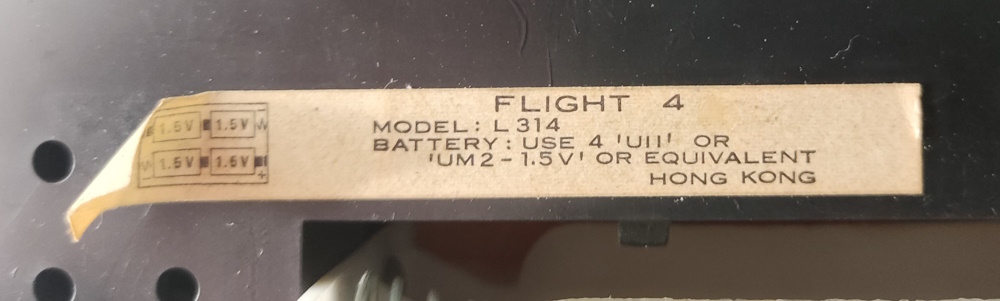 FLIGHT 4
MODEL: L314
BATTERY: USE 4 'U11' OR
'UM2-1.5V' OR EQUIVALENT
HONG KONG
1.5V 1.5V
1.5V 1.5V
+